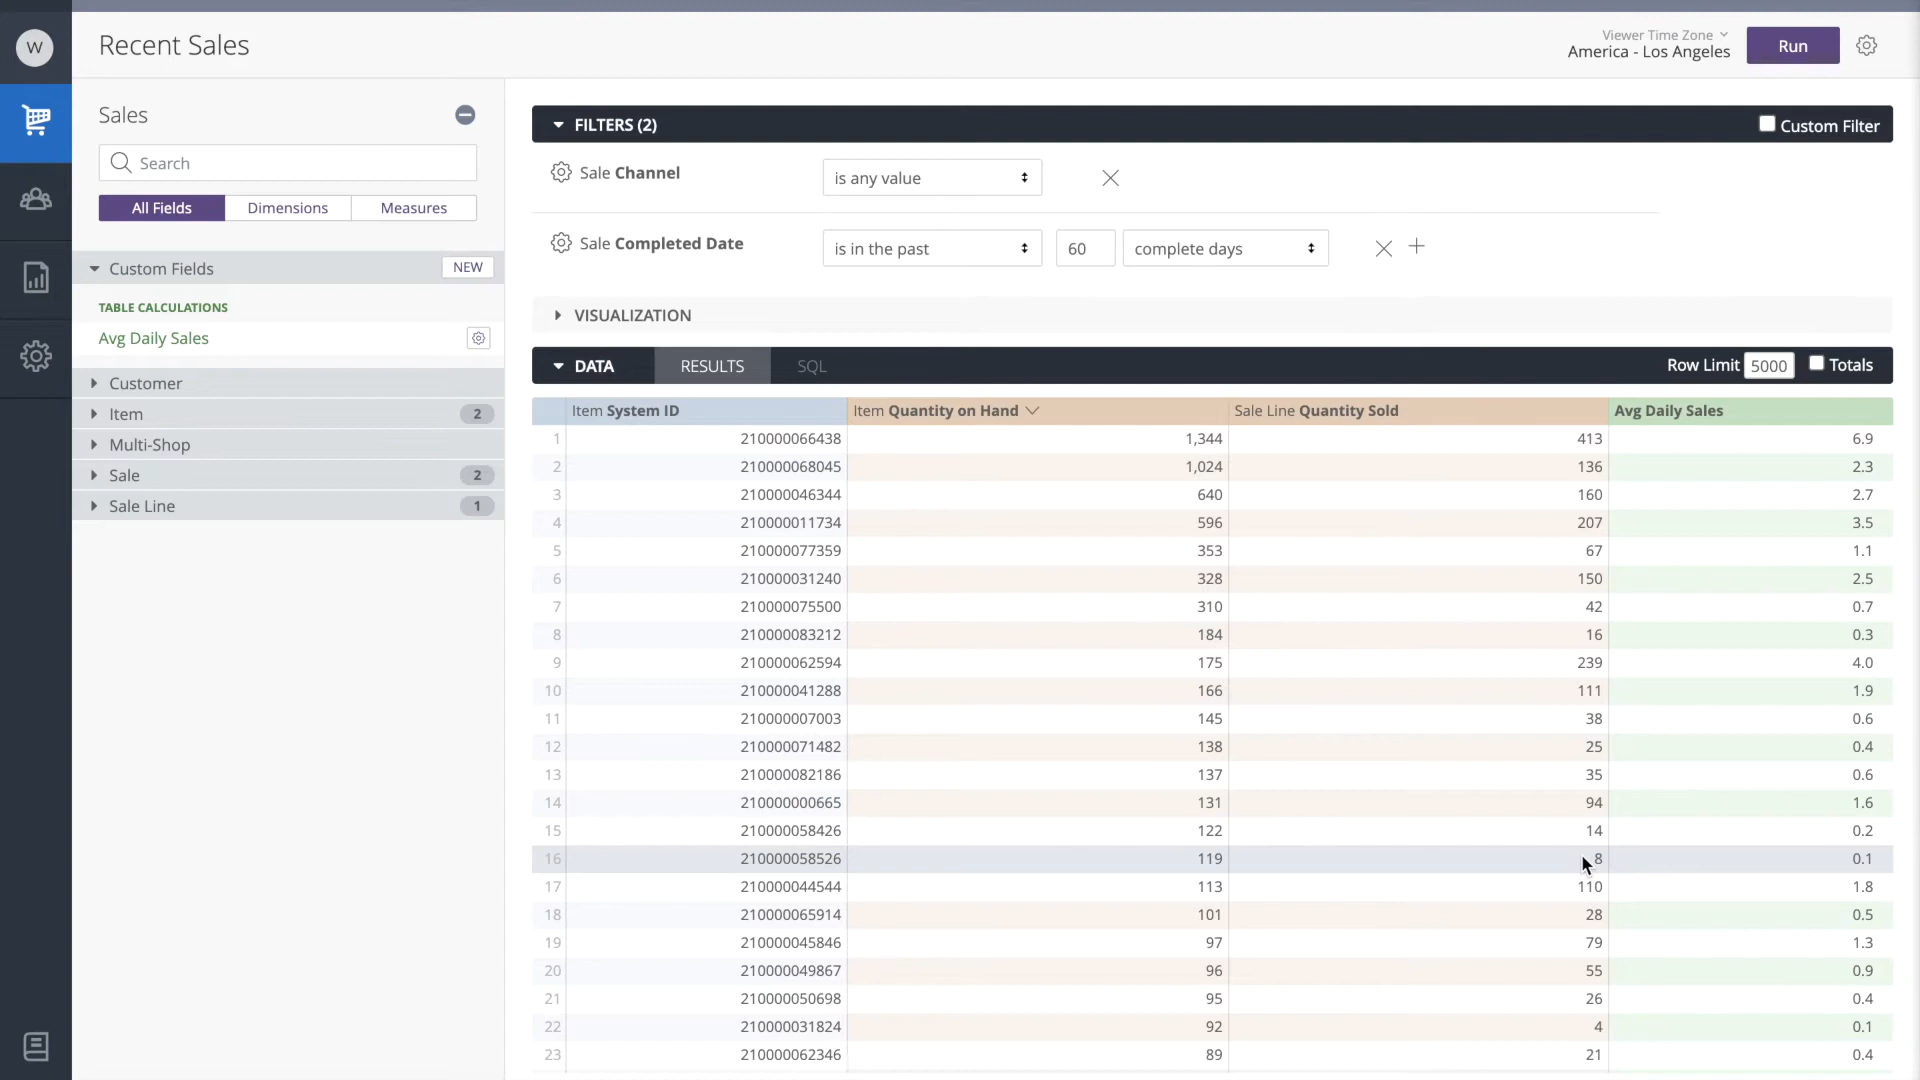 W
Recent Sales
Viewer Time Zone
America - Los Angeles
Run
Sales
Search
All Fields Dimensions Measures
Custom Fields NEW
TABLE CALCULATIONS
Avg Daily Sales
Customer
Item 2
Multi-Shop
Sale 2
Sale Line 1
FILTERS (2) Custom Filter
Sale Channel is any value
Sale Completed Date is in the past 60 complete days
VISUALIZATION
DATA RESULTS SQL Row Limit 5000 Totals
Item System ID Item Quantity on Hand Sale Line Quantity Sold Avg Daily Sales
1 210000066438 1,344 413 6.9
2 210000068045 1,024 136 2.3
3 210000046344 640 160 2.7
4 210000011734 596 207 3.5
5 210000077359 353 67 1.1
6 210000031240 328 150 2.5
7 210000075500 310 42 0.7
8 210000083212 184 16 0.3
9 210000062594 175 239 4.0
10 210000041288 166 111 1.9
11 210000007003 145 38 0.6
12 210000071482 138 25 0.4
13 210000082186 137 35 0.6
14 210000000665 131 94 1.6
15 210000058426 122 14 0.2
16 210000058526 119 8 0.1
17 210000044544 113 110 1.8
18 210000065914 101 28 0.5
19 210000045846 97 79 1.3
20 210000049867 96 55 0.9
21 210000050698 95 26 0.4
22 210000031824 92 4 0.1
23 210000062346 89 21 0.4